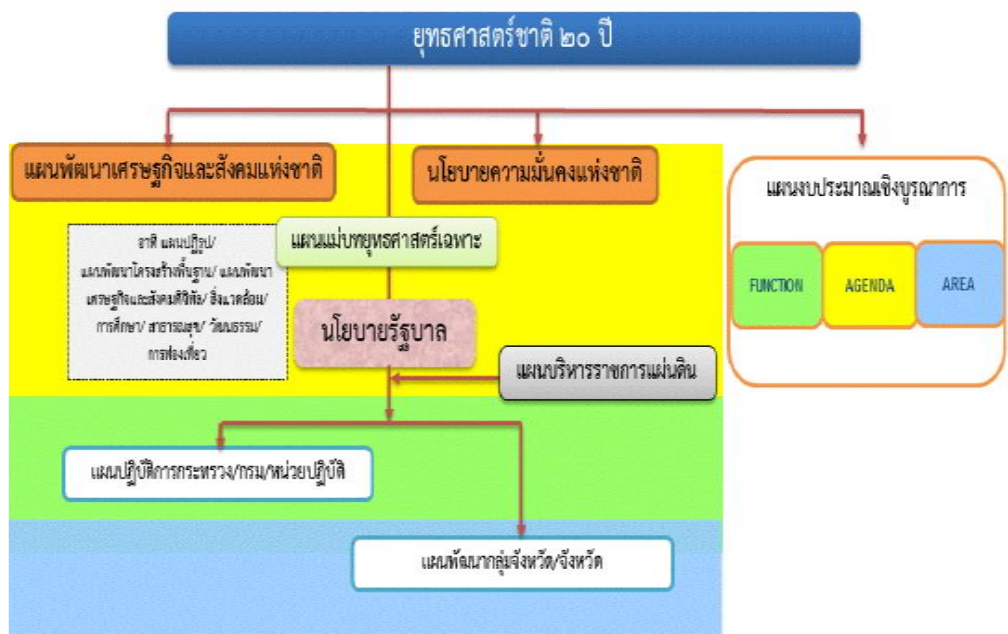 ยุทธศาสตร์ชาติ ๒๐ ปี
แผนพัฒนาเศรษฐกิจและสังคมแห่งชาติ
นโยบายความมั่นคงแห่งชาติ
แผนงบประมาณเชิงบูรณาการ
FUNCTION
AGENDA
AREA
แผนแม่บทยุทธศาสตร์เฉพาะ
อาทิ แผนปฏิรูป/
แผนพัฒนาโครงสร้างพื้นฐาน/ แผนพัฒนา
เศรษฐกิจและสังคมดิจิทัล/ สิ่งแวดล้อม/
การศึกษา/ สาธารณสุข/ วัฒนธรรม/
การท่องเที่ยว
นโยบายรัฐบาล
แผนบริหารราชการแผ่นดิน
แผนปฏิบัติการกระทรวง/กรม/หน่วยปฏิบัติ
แผนพัฒนากลุ่มจังหวัด/จังหวัด